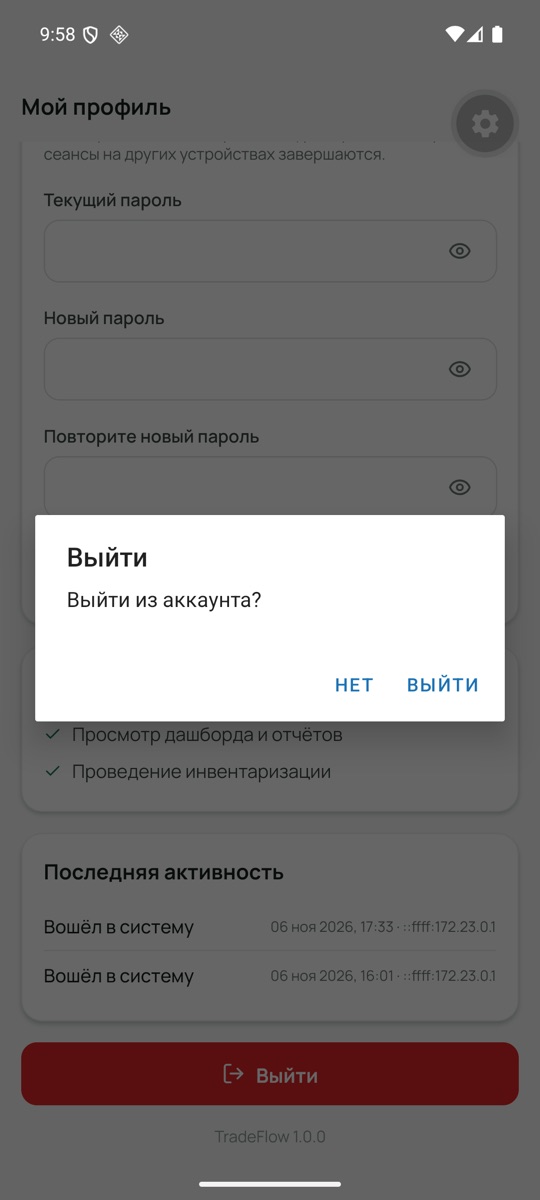 9:58
Мой профиль
сеансы на других устройствах завершаются.
Текущий пароль
Новый пароль
Повторите новый пароль
Выйти
Выйти из аккаунта?
НЕТ ВЫЙТИ
Просмотр дашборда и отчётов
Проведение инвентаризации
Последняя активность
Вошёл в систему 06 ноя 2026, 17:33 · ::ffff:172.23.0.1
Вошёл в систему 06 ноя 2026, 16:01 · ::ffff:172.23.0.1
Выйти
TradeFlow 1.0.0